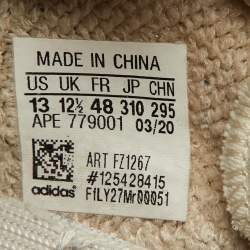 MADE IN CHINA
US UK FR JP CHN
13 12½ 48 310 295
APE 779001 03/20
ART FZ1267
#125428415
adidas F1LY27Mr00051